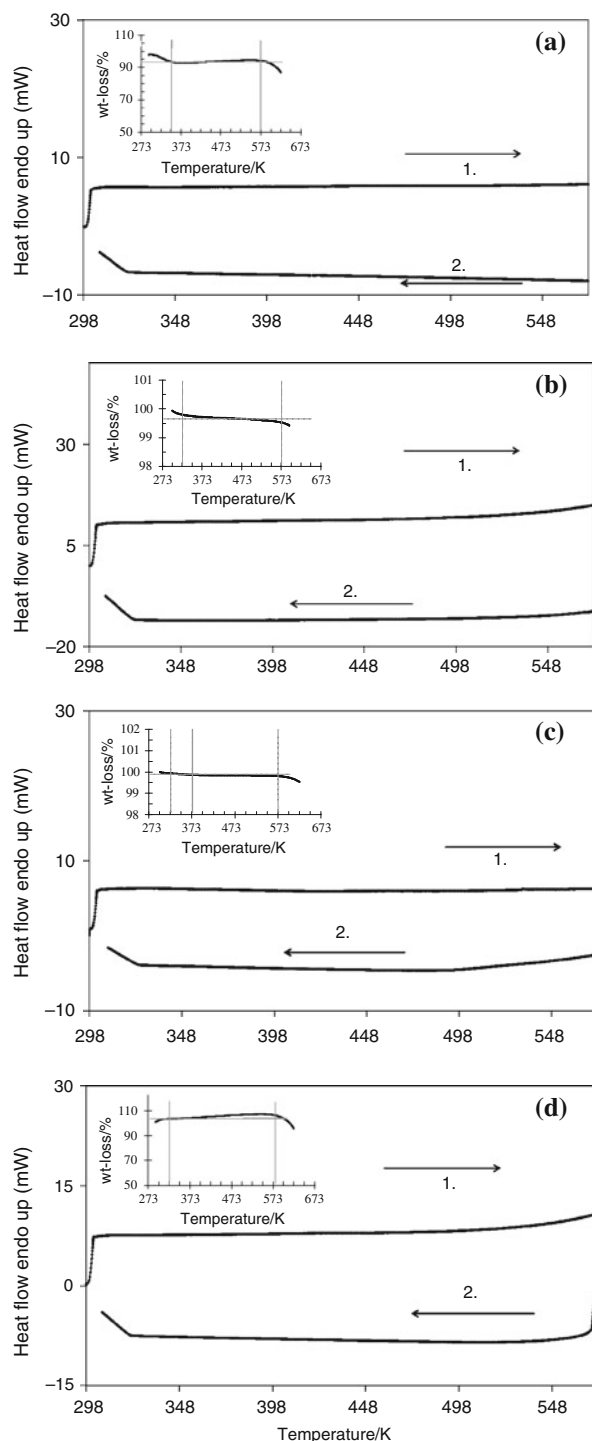 30
(a)
110
90
70
50
wt-loss/%
273 373 473 573 673
Temperature/K
10
1.
2.
–10
Heat flow endo up (mW)
298 348 398 448 498 548
(b)
101
100
99
98
wt-loss/%
273 373 473 573 673
Temperature/K
30
1.
5
2.
–20
Heat flow endo up (mW)
298 348 398 448 498 548
30
(c)
102
101
100
99
98
wt-loss/%
273 373 473 573 673
Temperature/K
1.
10
2.
–10
Heat flow endo up (mW)
298 348 398 448 498 548
30
(d)
110
90
70
50
wt-loss/%
273 373 473 573 673
Temperature/K
15
1.
0
2.
–15
Heat flow endo up (mW)
298 348 398 448 498 548
Temperature/K